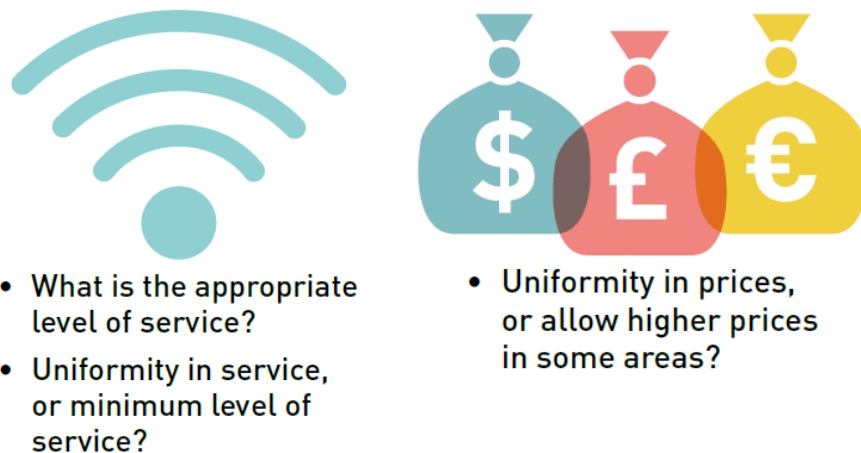 $ £ €
• What is the appropriate
level of service?
• Uniformity in service,
or minimum level of
service?
• Uniformity in prices,
or allow higher prices
in some areas?